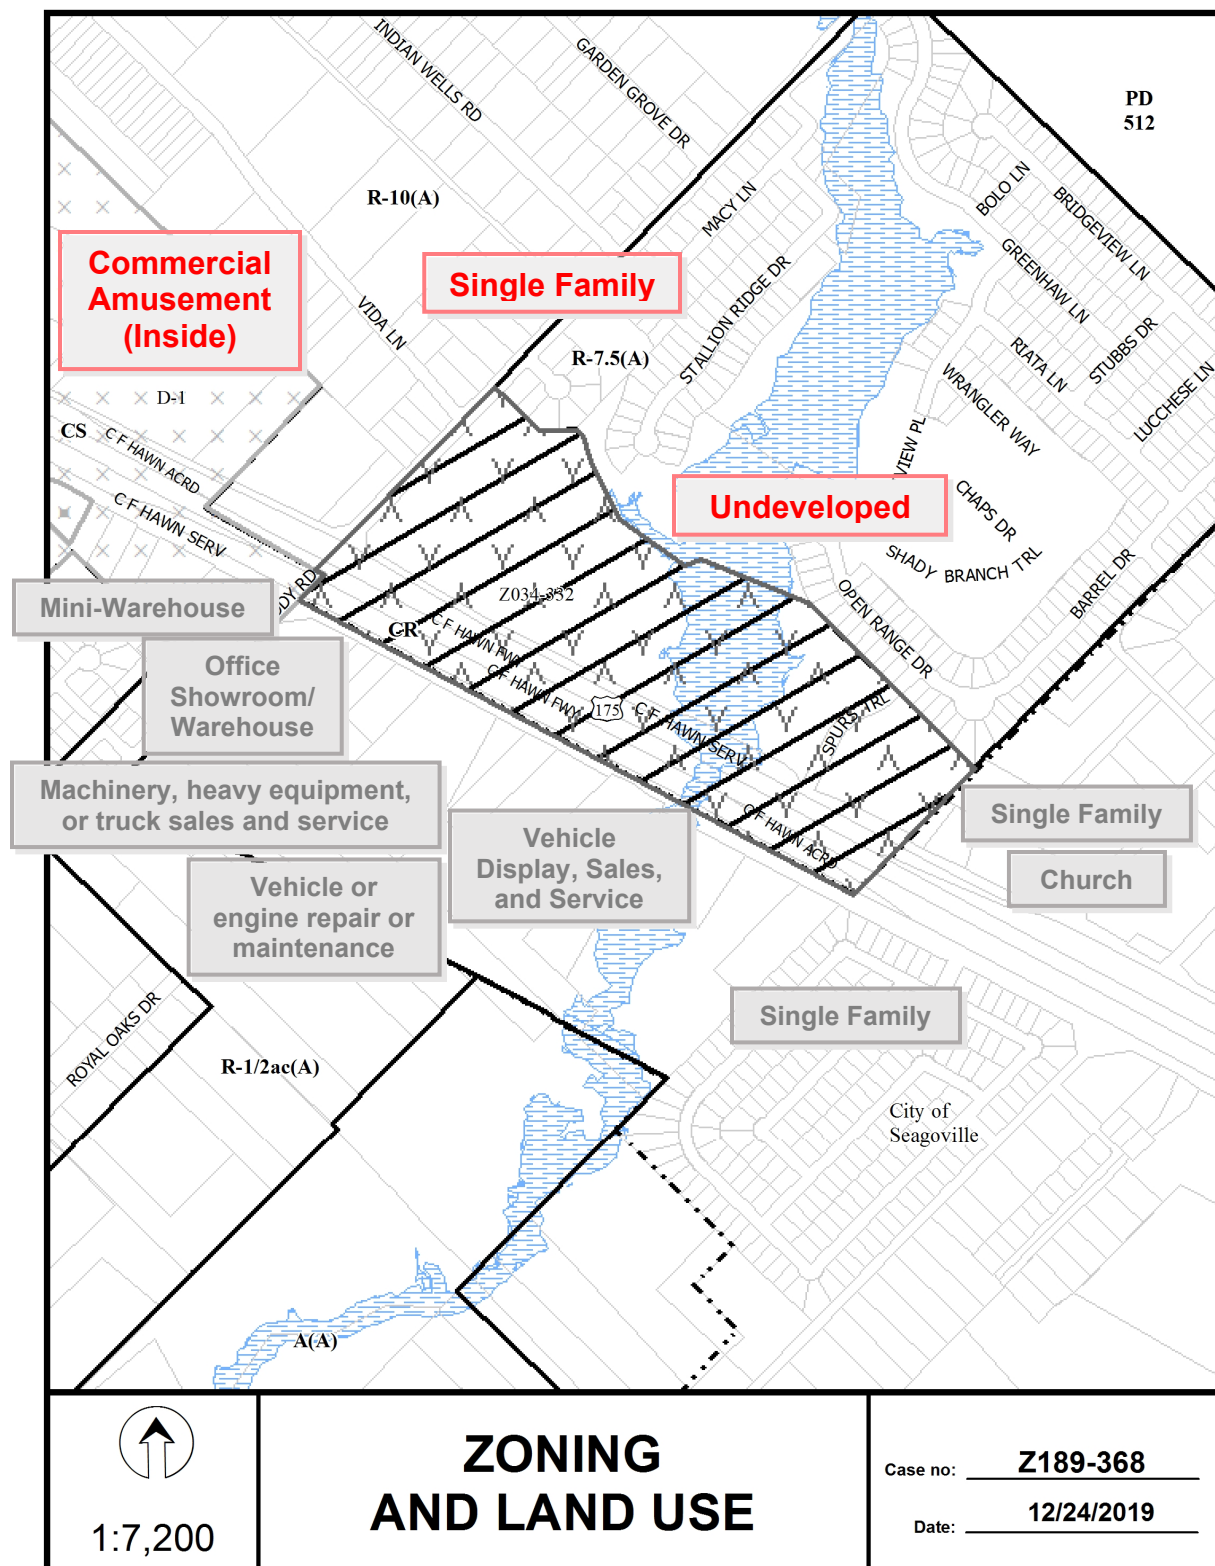 INDIAN WELLS RD
GARDEN GROVE DR
PD
512
R-10(A)
MACY LN
BOLO LN
BRIDGEVIEW LN
Commercial
Amusement
(Inside)
Single Family
GREENHAW LN
STALLION RIDGE DR
VIDA LN
R-7.5(A)
RIATA LN
STUBBS DR
WRANGLER WAY
LUCCHESE LN
D-1
CS
C F HAWN ACRD
C F HAWN SERV
VIEW PL
Undeveloped
CHAPS DR
SHADY BRANCH TRL
BARREL DR
OPEN RANGE DR
Mini-Warehouse
DDY RD
Z034-332
CR
C F HAWN FWY
C F HAWN FWY
175
C F HAWN SERV
SPURS TRL
C F HAWN ACRD
Office
Showroom/
Warehouse
Machinery, heavy equipment,
or truck sales and service
Vehicle
Display, Sales,
and Service
Single Family
Church
Vehicle or
engine repair or
maintenance
Single Family
ROYAL OAKS DR
R-1/2ac(A)
City of
Seagoville
A(A)
1:7,200
ZONING
AND LAND USE
Case no: Z189-368
Date: 12/24/2019